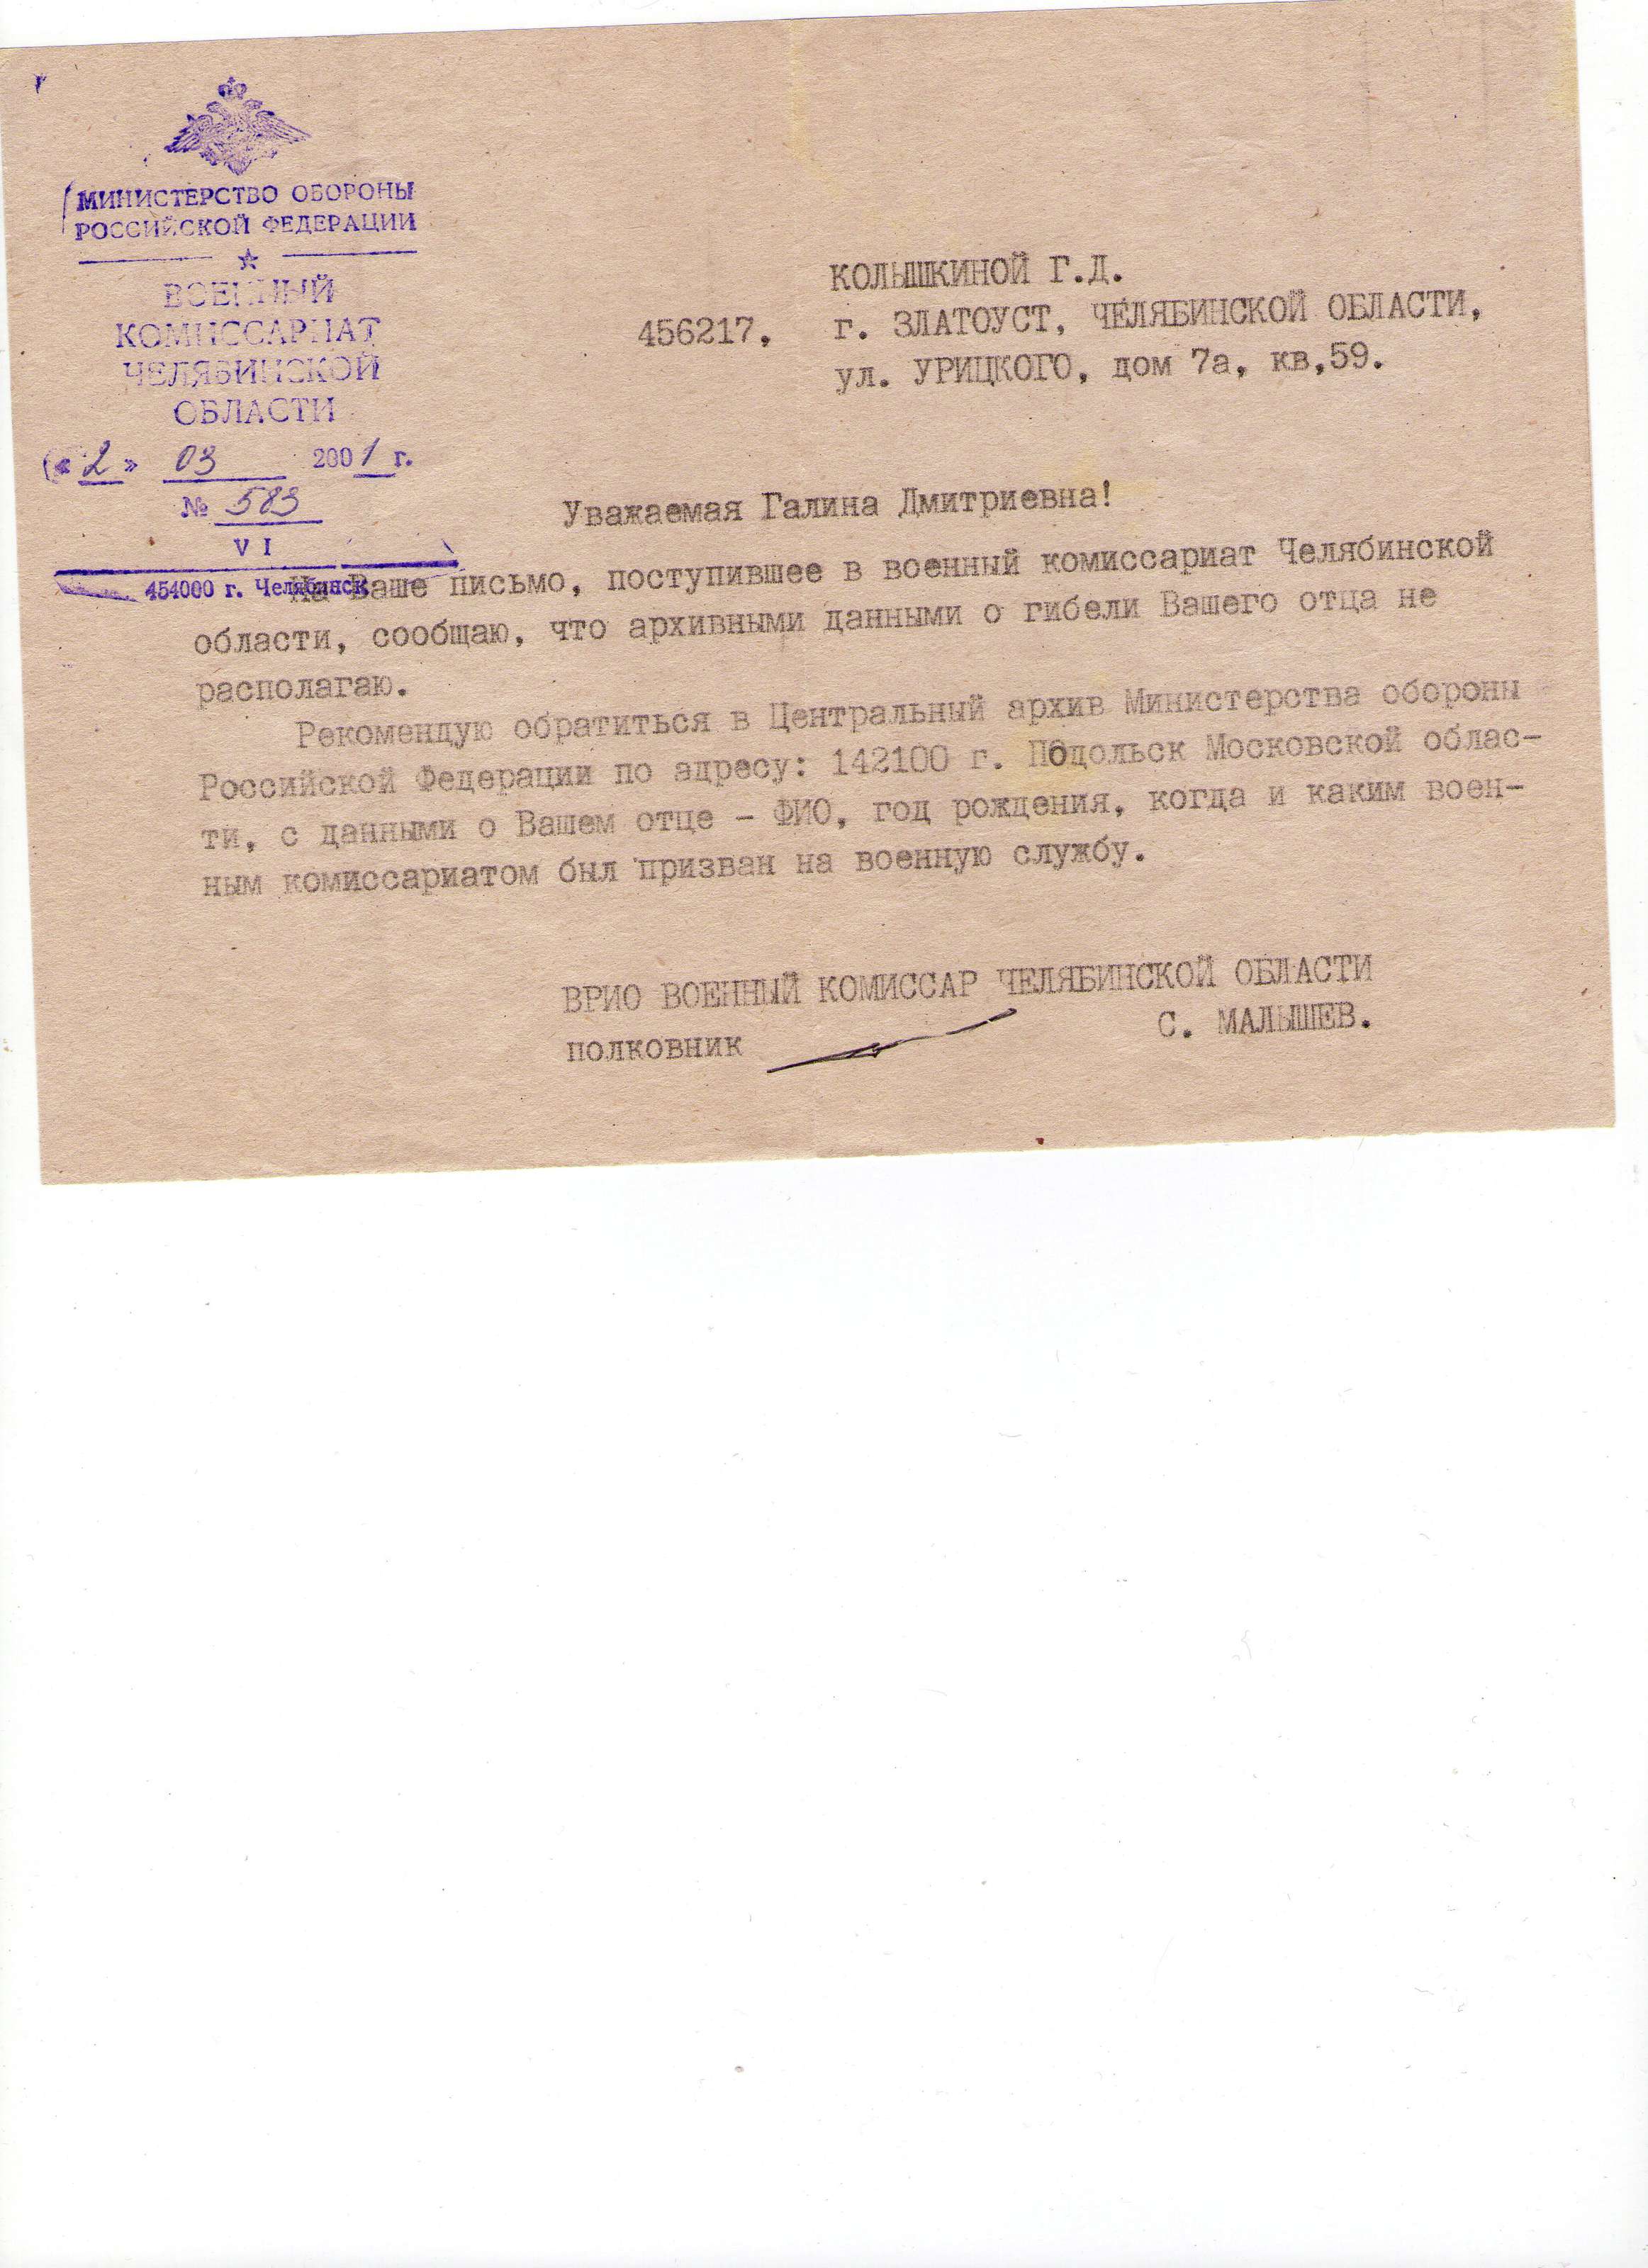 МИНИСТЕРСТВО ОБОРОНЫ
РОССИЙСКОЙ ФЕДЕРАЦИИ
ВОЕННЫЙ
КОМИССАРИАТ
ЧЕЛЯБИНСКОЙ
ОБЛАСТИ
«2» 03 2001 г.
№ 583
VI
454000 г. Челябинск
КОЛЫШКИНОЙ Г.Д.
456217, г. ЗЛАТОУСТ, ЧЕЛЯБИНСКОЙ ОБЛАСТИ,
ул. УРИЦКОГО, дом 7а, кв,59.
Уважаемая Галина Дмитриевна!
На Ваше письмо, поступившее в военный комиссариат Челябинской
области, сообщаю, что архивными данными о гибели Вашего отца не
располагаю.
Рекомендую обратиться в Центральный архив Министерства обороны
Российской Федерации по адресу: 142100 г. Подольск Московской облас-
ти, с данными о Вашем отце – ФИО, год рождения, когда и каким воен-
ным комиссариатом был призван на военную службу.
ВРИО ВОЕННЫЙ КОМИССАР ЧЕЛЯБИНСКОЙ ОБЛАСТИ
полковник С. МАЛЫШЕВ.